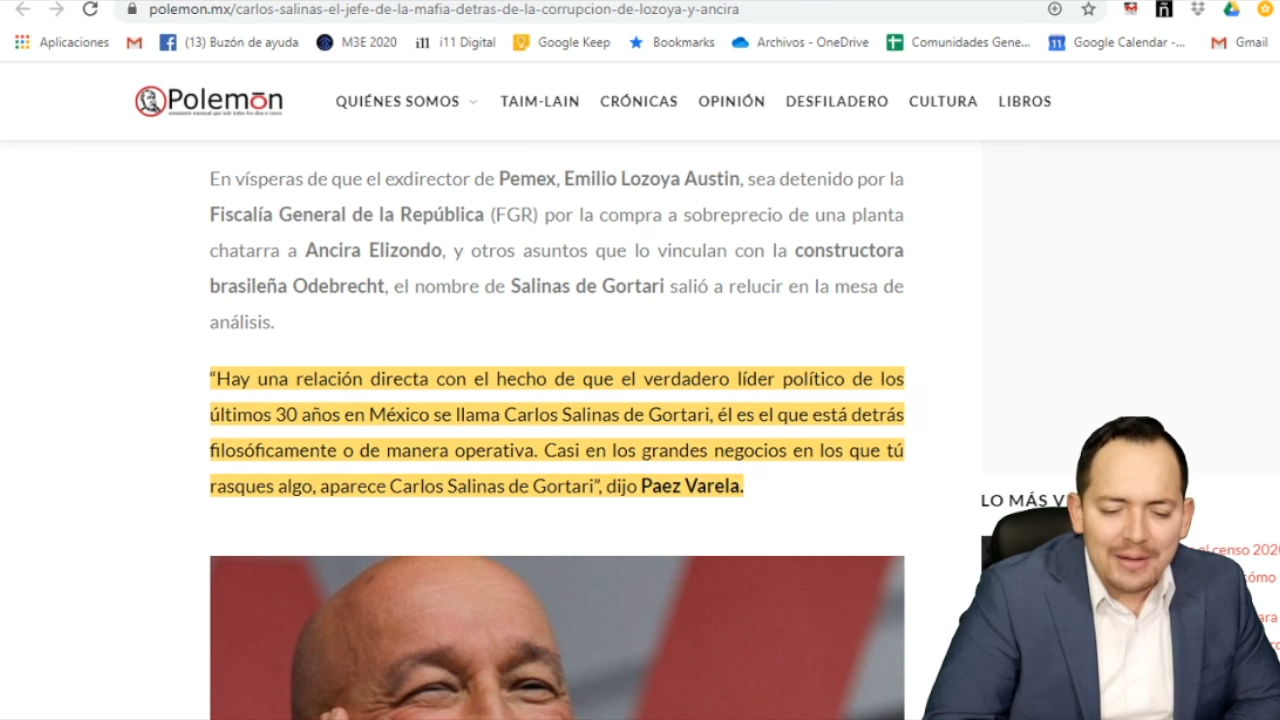 polemon.mx/carlos-salinas-el-jefe-de-la-mafia-detras-de-la-corrupcion-de-lozoya-y-ancira
Aplicaciones (13) Buzón de ayuda M3E 2020 i11 i11 Digital Google Keep Bookmarks Archivos - OneDrive Comunidades Gene... 11 Google Calendar -... Gmail
Polemōn QUIÉNES SOMOS TAIM-LAIN CRÓNICAS OPINIÓN DESFILADERO CULTURA LIBROS
En vísperas de que el exdirector de Pemex, Emilio Lozoya Austin, sea detenido por la
Fiscalía General de la República (FGR) por la compra a sobreprecio de una planta
chatarra a Ancira Elizondo, y otros asuntos que lo vinculan con la constructora
brasileña Odebrecht, el nombre de Salinas de Gortari salió a relucir en la mesa de
análisis.
“Hay una relación directa con el hecho de que el verdadero líder político de los
últimos 30 años en México se llama Carlos Salinas de Gortari, él es el que está detrás
filosóficamente o de manera operativa. Casi en los grandes negocios en los que tú
rasques algo, aparece Carlos Salinas de Gortari”, dijo Paez Varela.
LO MÁS V
el censo 2020
cómo